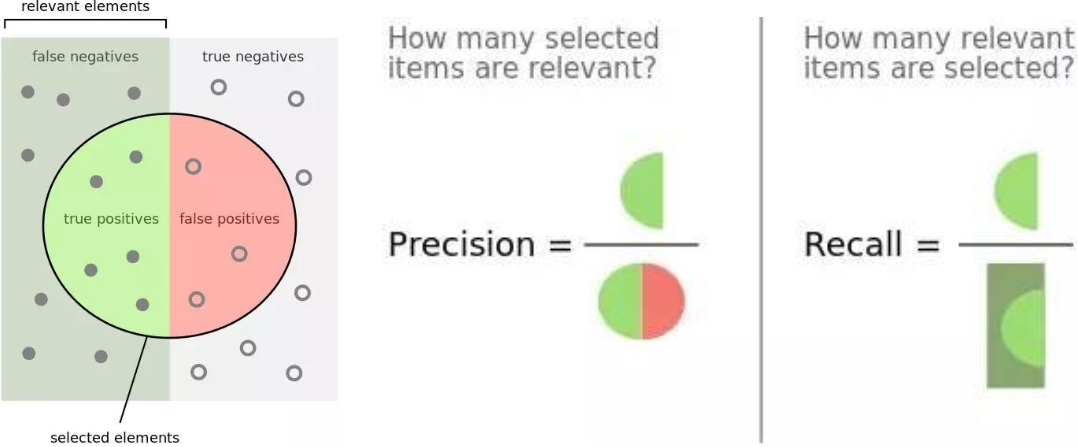 relevant elements
false negatives
true negatives
true positives
false positives
selected elements
How many selected
items are relevant?
Precision =
How many relevant
items are selected?
Recall =